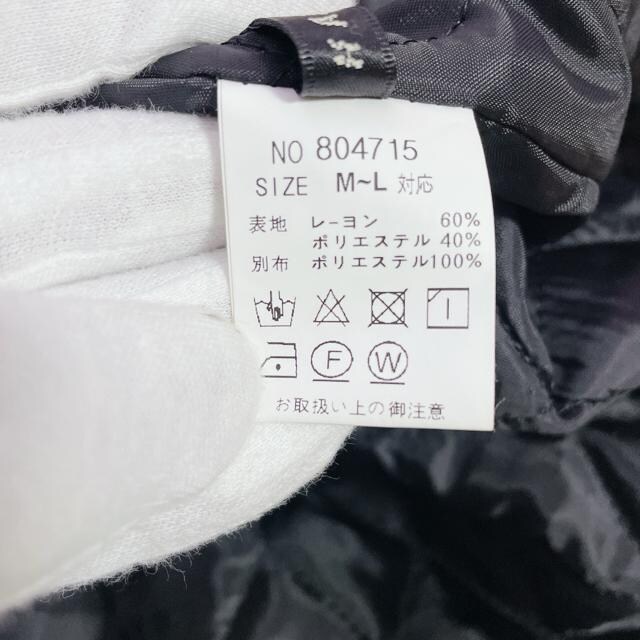 NO 804715
SIZE M~L 対応
表地 レーヨン 60%
ポリエステル 40%
別布 ポリエステル100%
F W
お取扱い上の御注意